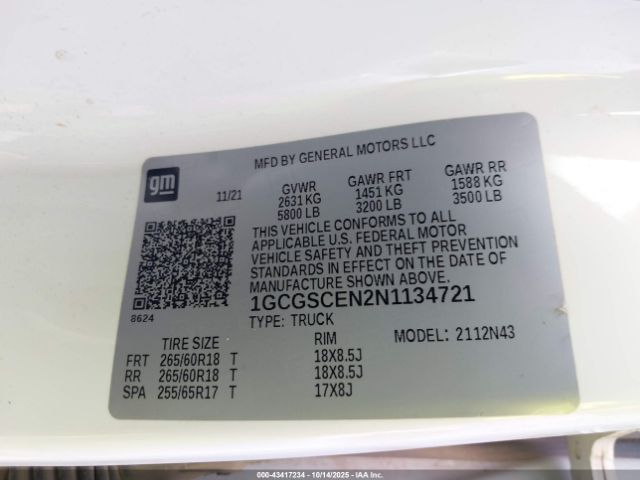 MFD BY GENERAL MOTORS LLC
gm
11/21
GVWR GAWR FRT GAWR RR
2631 KG 1451 KG 1588 KG
5800 LB 3200 LB 3500 LB
THIS VEHICLE CONFORMS TO ALL
APPLICABLE U.S. FEDERAL MOTOR
VEHICLE SAFETY AND THEFT PREVENTION
STANDARDS IN EFFECT ON THE DATE OF
MANUFACTURE SHOWN ABOVE.
8624
1GCGSCEN2N1134721
TYPE: TRUCK MODEL: 2112N43
TIRE SIZE RIM
FRT 265/60R18 T 18X8.5J
RR 265/60R18 T 18X8.5J
SPA 255/65R17 T 17X8J
000-43417234 - 10/14/2025 - IAAI.COM